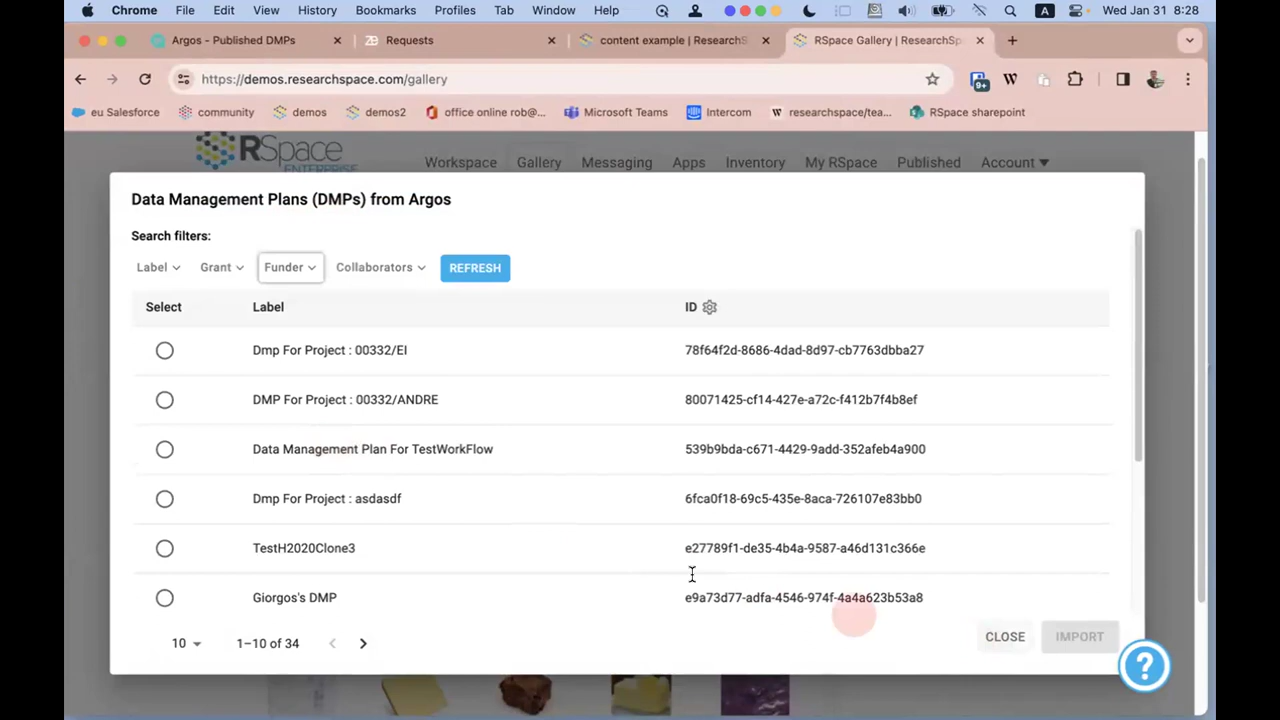 Chrome File Edit View History Bookmarks Profiles Tab Window Help A Wed Jan 31 8:28
Argos - Published DMPs ZB Requests content example | ResearchS RSpace Gallery | ResearchSp
https://demos.researchspace.com/gallery 9+ W
eu Salesforce community demos demos2 office online rob@... Microsoft Teams Intercom W researchspace/tea... RSpace sharepoint
RSpace
ENTERPRISE
Workspace Gallery Messaging Apps Inventory My RSpace Published Account
Data Management Plans (DMPs) from Argos
Search filters:
Label Grant Funder Collaborators REFRESH
Select Label ID
Dmp For Project : 00332/EI 78f64f2d-8686-4dad-8d97-cb7763dbba27
DMP For Project : 00332/ANDRE 80071425-cf14-427e-a72c-f412b7f4b8ef
Data Management Plan For TestWorkFlow 539b9bda-c671-4429-9add-352afeb4a900
Dmp For Project : asdasdf 6fca0f18-69c5-435e-8aca-726107e83bb0
TestH2020Clone3 e27789f1-de35-4b4a-9587-a46d131c366e
Giorgos's DMP e9a73d77-adfa-4546-974f-4a4a623b53a8
10 1–10 of 34 CLOSE IMPORT
?